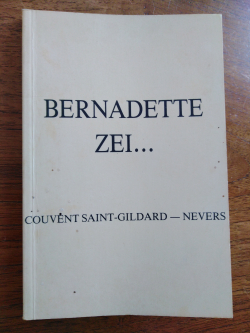 BERNADETTE
ZEI...
COUVENT SAINT-GILDARD — NEVERS